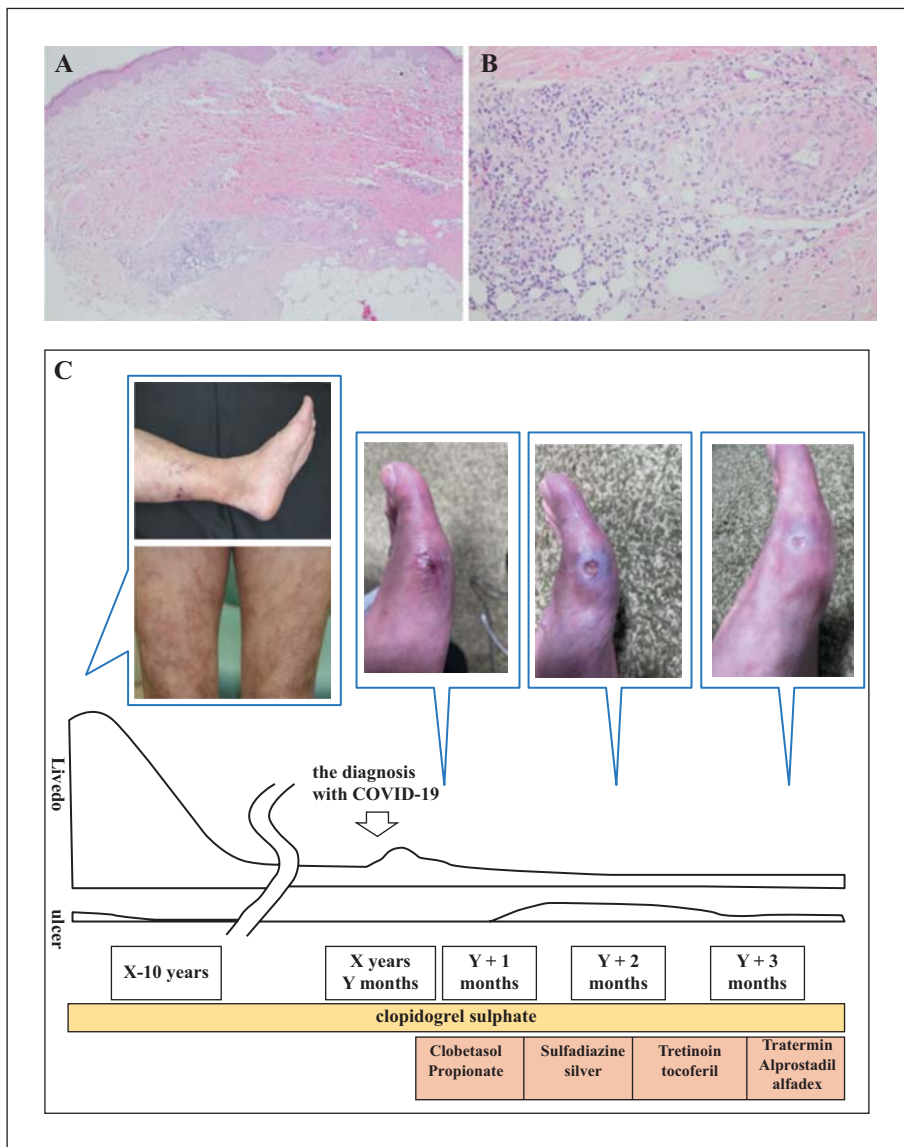 A
B
C
the diagnosis
with COVID-19
Livedo
ulcer
X-10 years
X years
Y months
Y + 1
months
Y + 2
months
Y + 3
months
clopidogrel sulphate
Clobetasol
Propionate
Sulfadiazine
silver
Tretinoin
tocoferil
Tratermin
Alprostadil
alfadex